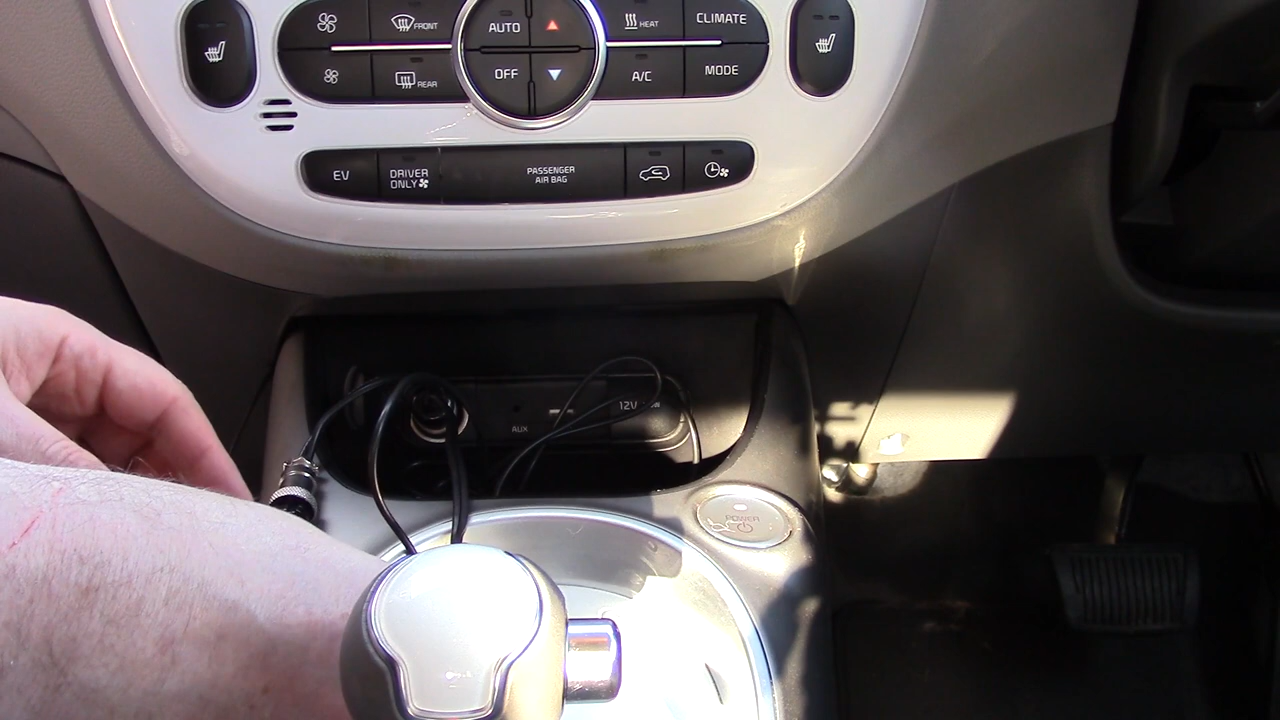 FRONT
AUTO
HEAT
CLIMATE
REAR
OFF
A/C
MODE
EV
DRIVER
ONLY
PASSENGER
AIR BAG
AUX
12V
POWER